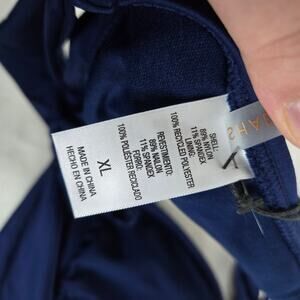 SHELL:
89% NYLON
11% SPANDEX
LINING:
100% RECYCLED POLYESTER
REVESTIMIENTO:
89% NAILON
11% SPANDEX
FORRO:
100% POLIESTER RECICLADO
XL
MADE IN CHINA
HECHO EN CHINA